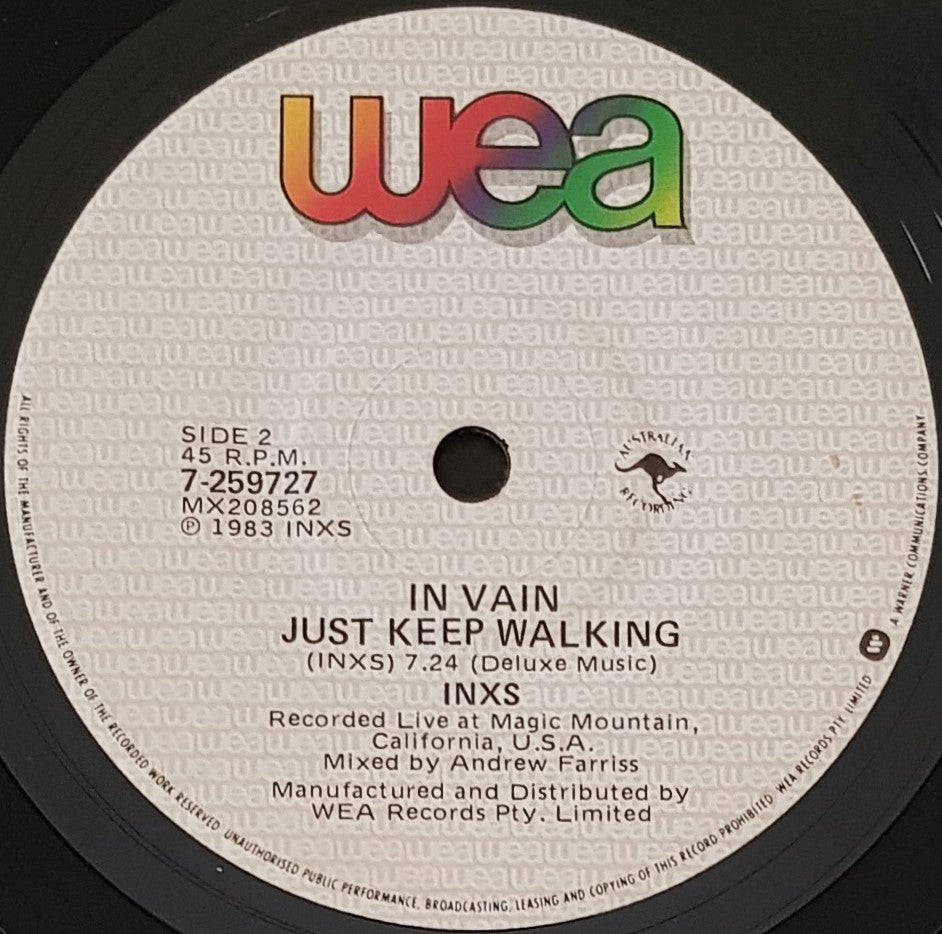 wea
SIDE 2
45 R.P.M.
7-259727
MX208562
℗ 1983 INXS
AUSTRALIAN
RECORDING
IN VAIN
JUST KEEP WALKING
(INXS) 7.24 (Deluxe Music)
INXS
Recorded Live at Magic Mountain,
California, U.S.A.
Mixed by Andrew Farriss
Manufactured and Distributed by
WEA Records Pty. Limited
ALL RIGHTS OF THE MANUFACTURER AND OF THE OWNER OF THE RECORDED WORK RESERVED UNAUTHORISED PUBLIC PERFORMANCE, BROADCASTING, LEASING AND COPYING OF THIS RECORD PROHIBITED WEA RECORDS PTY. LIMITED
A WARNER COMMUNICATIONS COMPANY